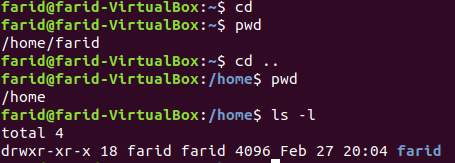 farid@farid-VirtualBox:~$ cd
farid@farid-VirtualBox:~$ pwd
/home/farid
farid@farid-VirtualBox:~$ cd ..
farid@farid-VirtualBox:/home$ pwd
/home
farid@farid-VirtualBox:/home$ ls -l
total 4
drwxr-xr-x 18 farid farid 4096 Feb 27 20:04 farid